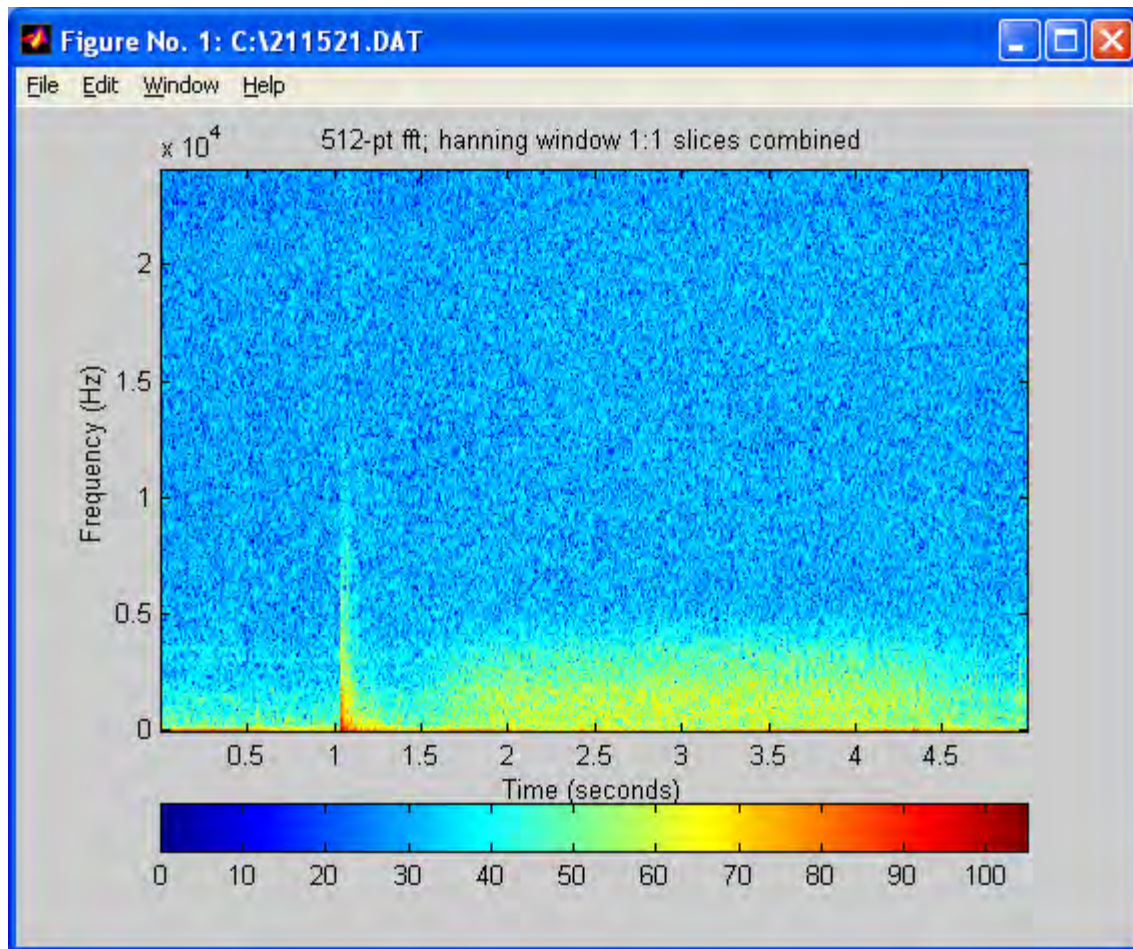 Figure No. 1: C:\211521.DAT
File Edit Window Help
x 10^4
512-pt fft; hanning window 1:1 slices combined
2
1.5
1
0.5
0
Frequency (Hz)
0.5 1 1.5 2 2.5 3 3.5 4 4.5
Time (seconds)
0 10 20 30 40 50 60 70 80 90 100